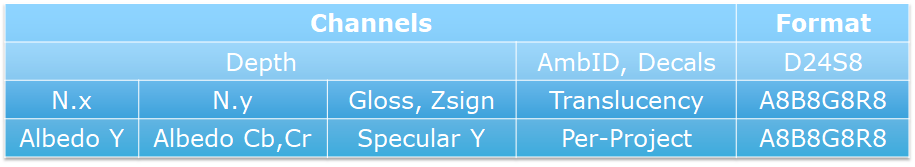 Channels Format
Depth AmbID, Decals D24S8
N.x N.y Gloss, Zsign Translucency A8B8G8R8
Albedo Y Albedo Cb,Cr Specular Y Per-Project A8B8G8R8